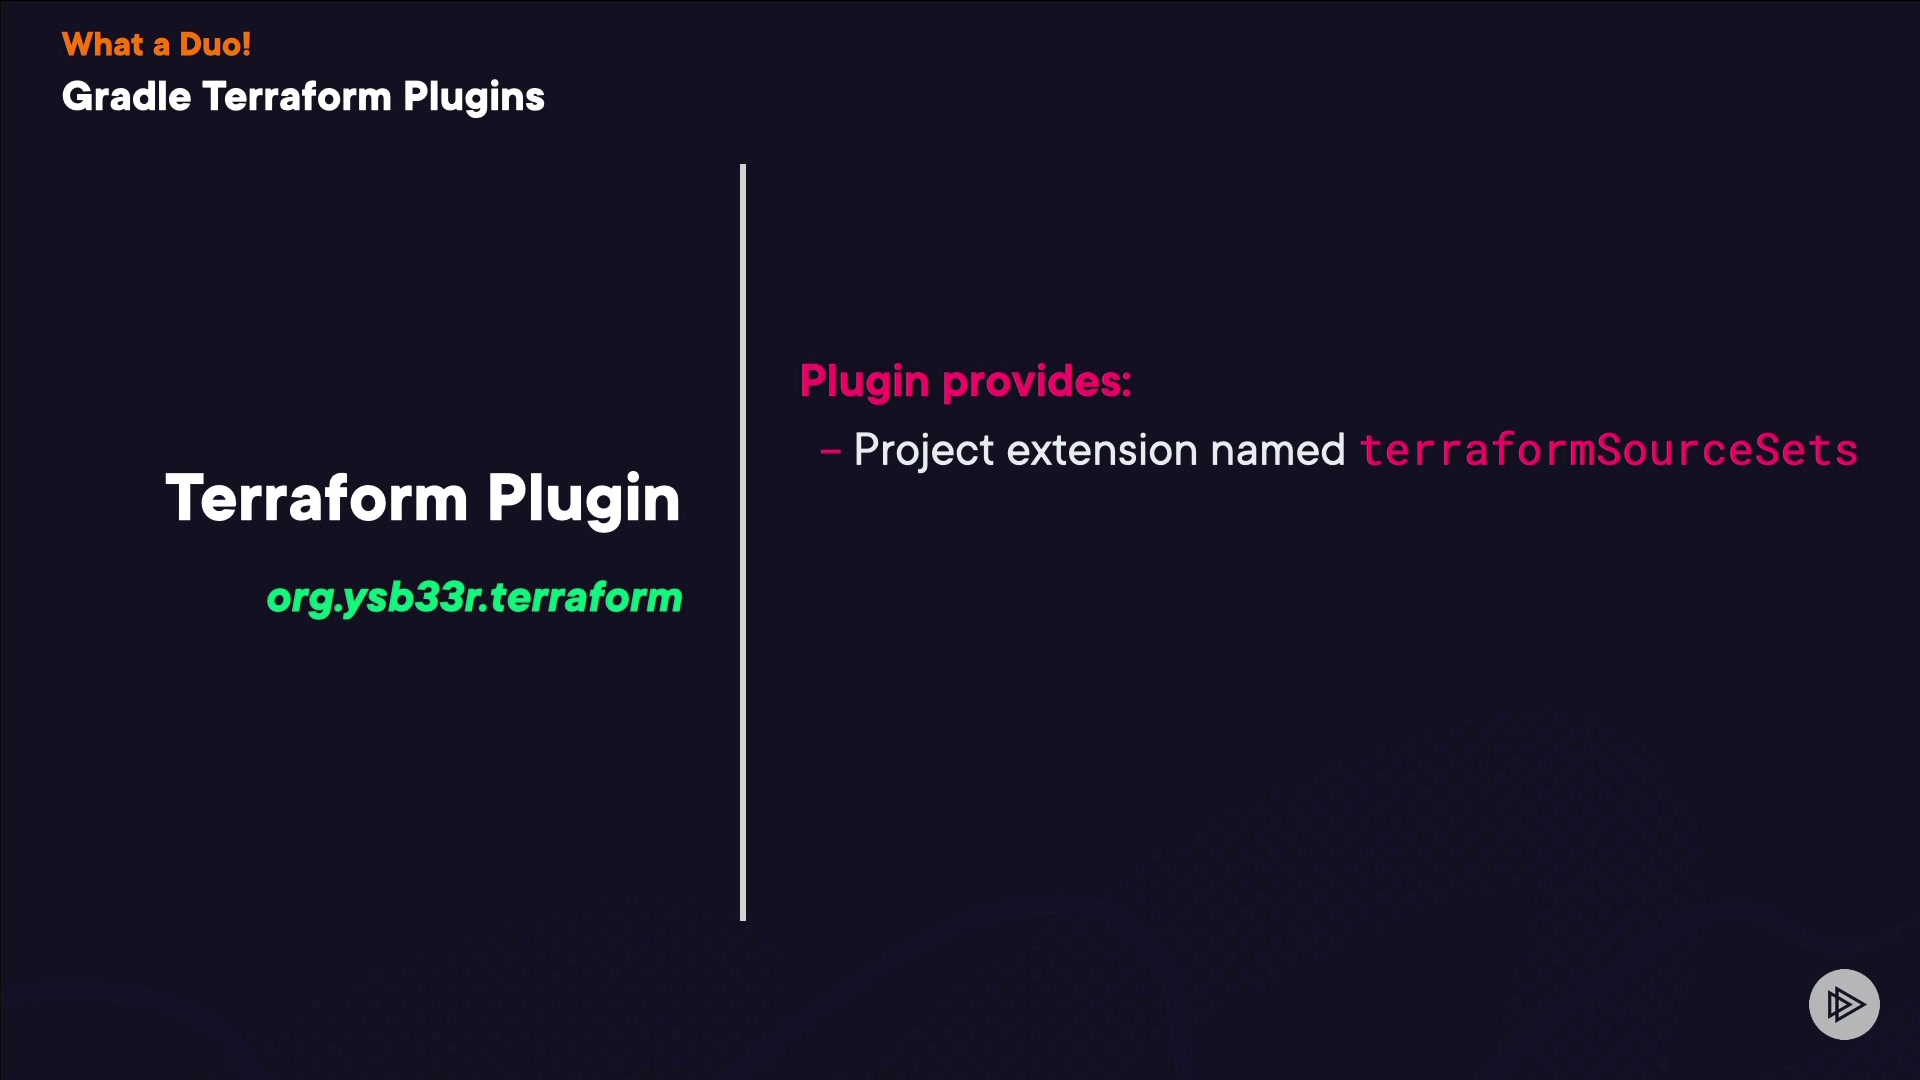 What a Duo!
Gradle Terraform Plugins
Terraform Plugin
org.ysb33r.terraform
Plugin provides:
– Project extension named terraformSourceSets